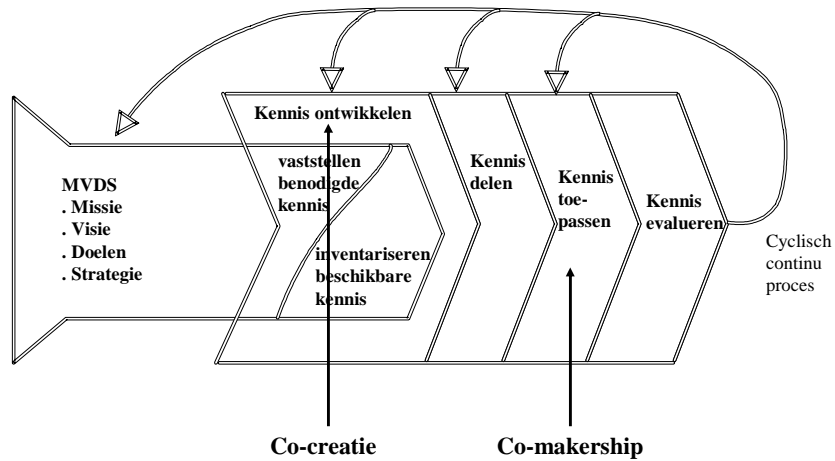 Kennis ontwikkelen
vaststellen
benodigde
kennis
inventariseren
beschikbare
kennis
MVDS
. Missie
. Visie
. Doelen
. Strategie
Kennis
delen
Kennis
toe-
passen
Kennis
evalueren
Cyclisch
continu
proces
Co-creatie
Co-makership